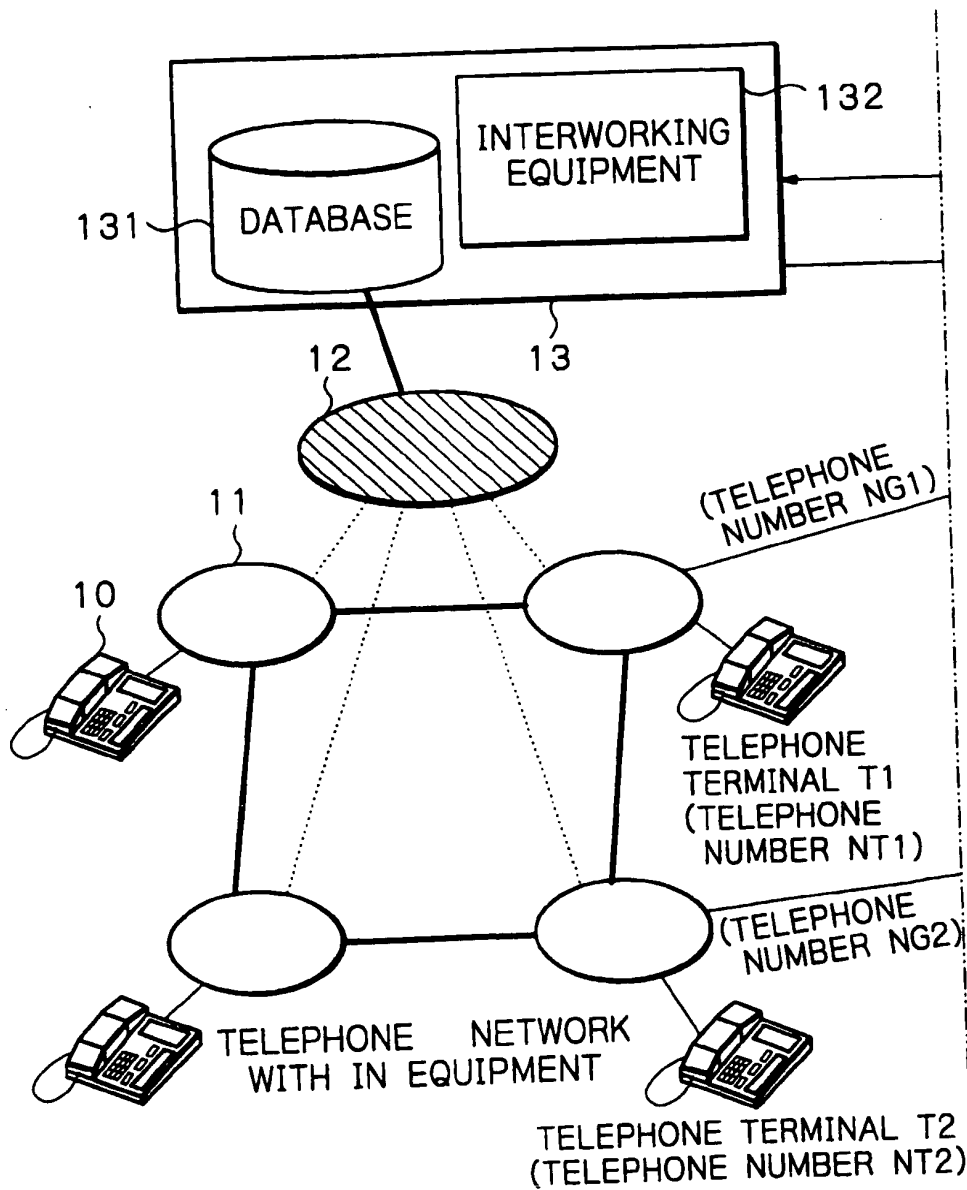 132
INTERWORKING
EQUIPMENT
DATABASE
131
13
12
(TELEPHONE
NUMBER NG1)
11
10
TELEPHONE
TERMINAL T1
(TELEPHONE
NUMBER NT1)
(TELEPHONE
NUMBER NG2)
TELEPHONE NETWORK
WITH IN EQUIPMENT
TELEPHONE TERMINAL T2
(TELEPHONE NUMBER NT2)